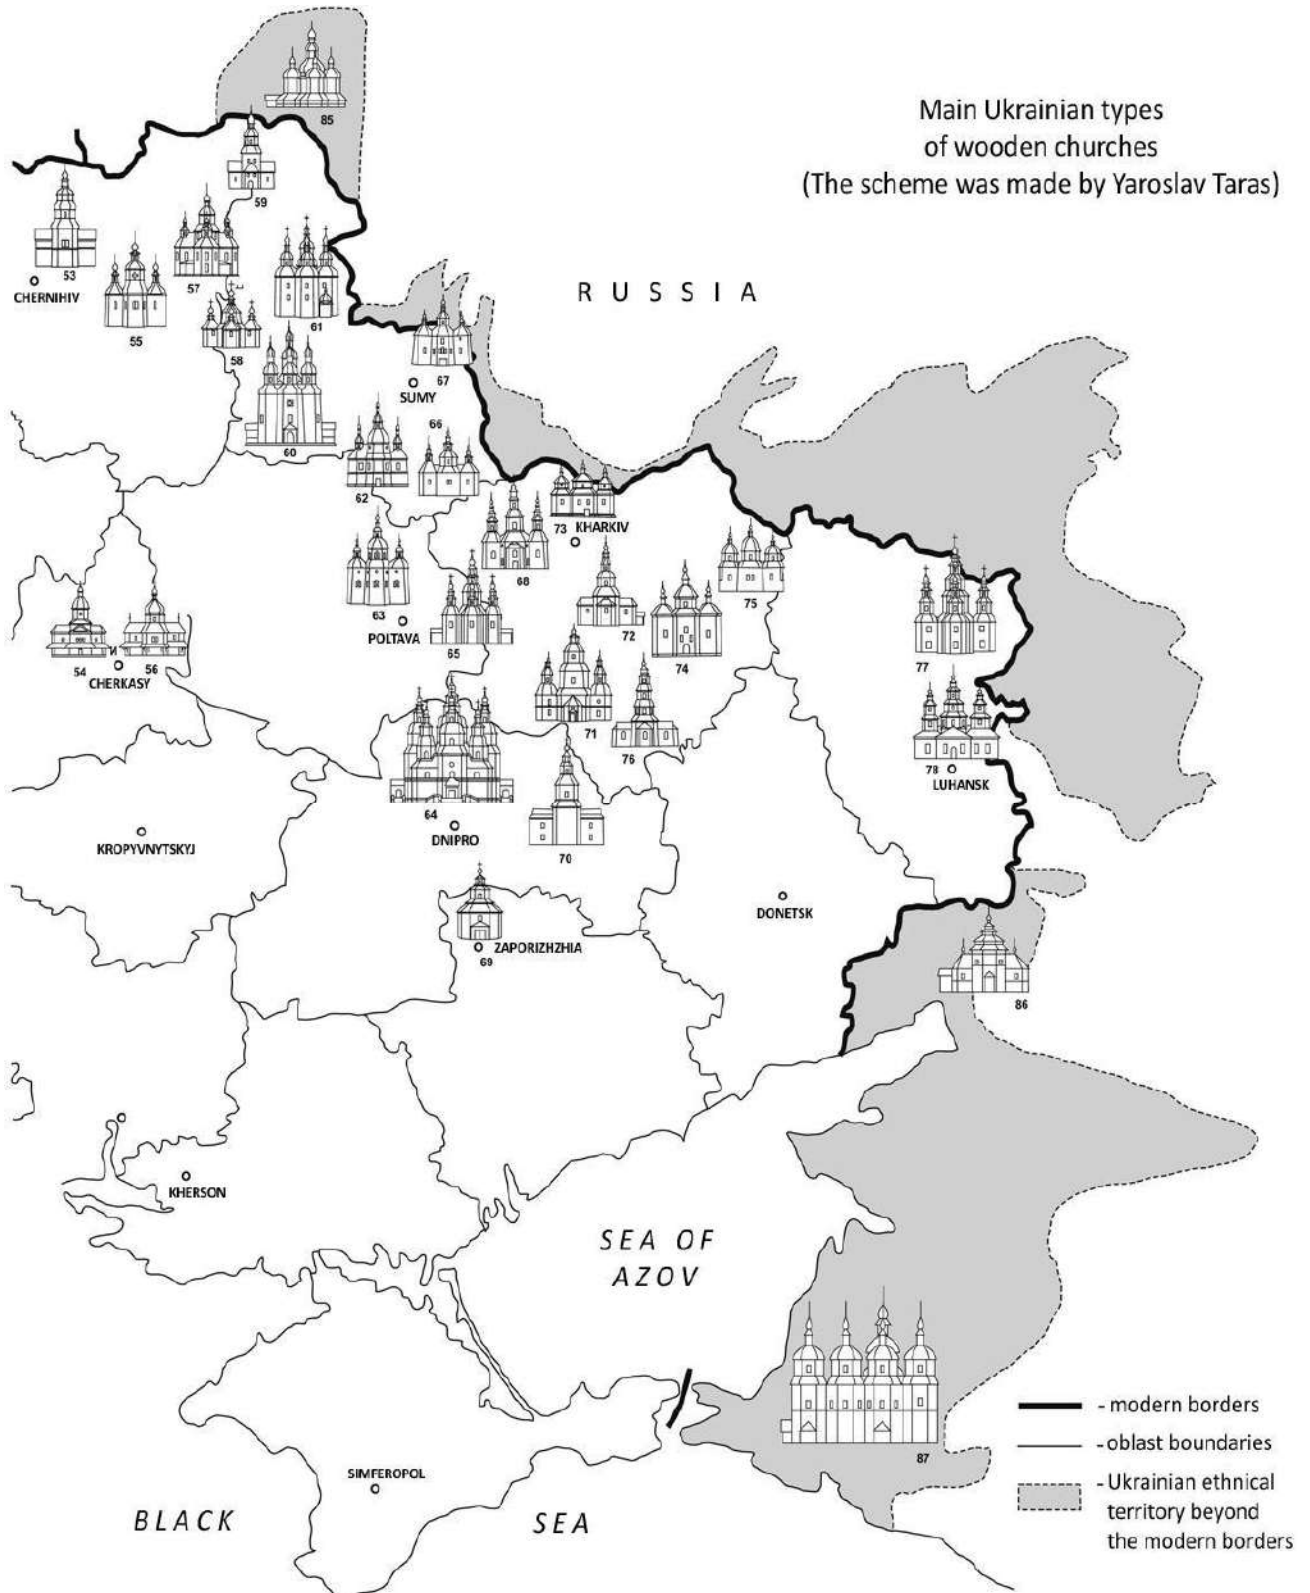 Main Ukrainian types
of wooden churches
(The scheme was made by Yaroslav Taras)
85
59
53
CHERNIHIV
57
55
61
58
RUSSIA
67
SUMY
60
66
62
73 KHARKIV
68
63
POLTAVA
65
72
74
75
54
и
56
CHERKASY
77
71
76
78
LUHANSK
64
DNIPRO
KROPYVNYTSKYJ
70
DONETSK
ZAPORIZHZHIA
69
86
KHERSON
SEA OF
AZOV
87
SIMFEROPOL
BLACK SEA
- modern borders
- oblast boundaries
- Ukrainian ethnical
territory beyond
the modern borders